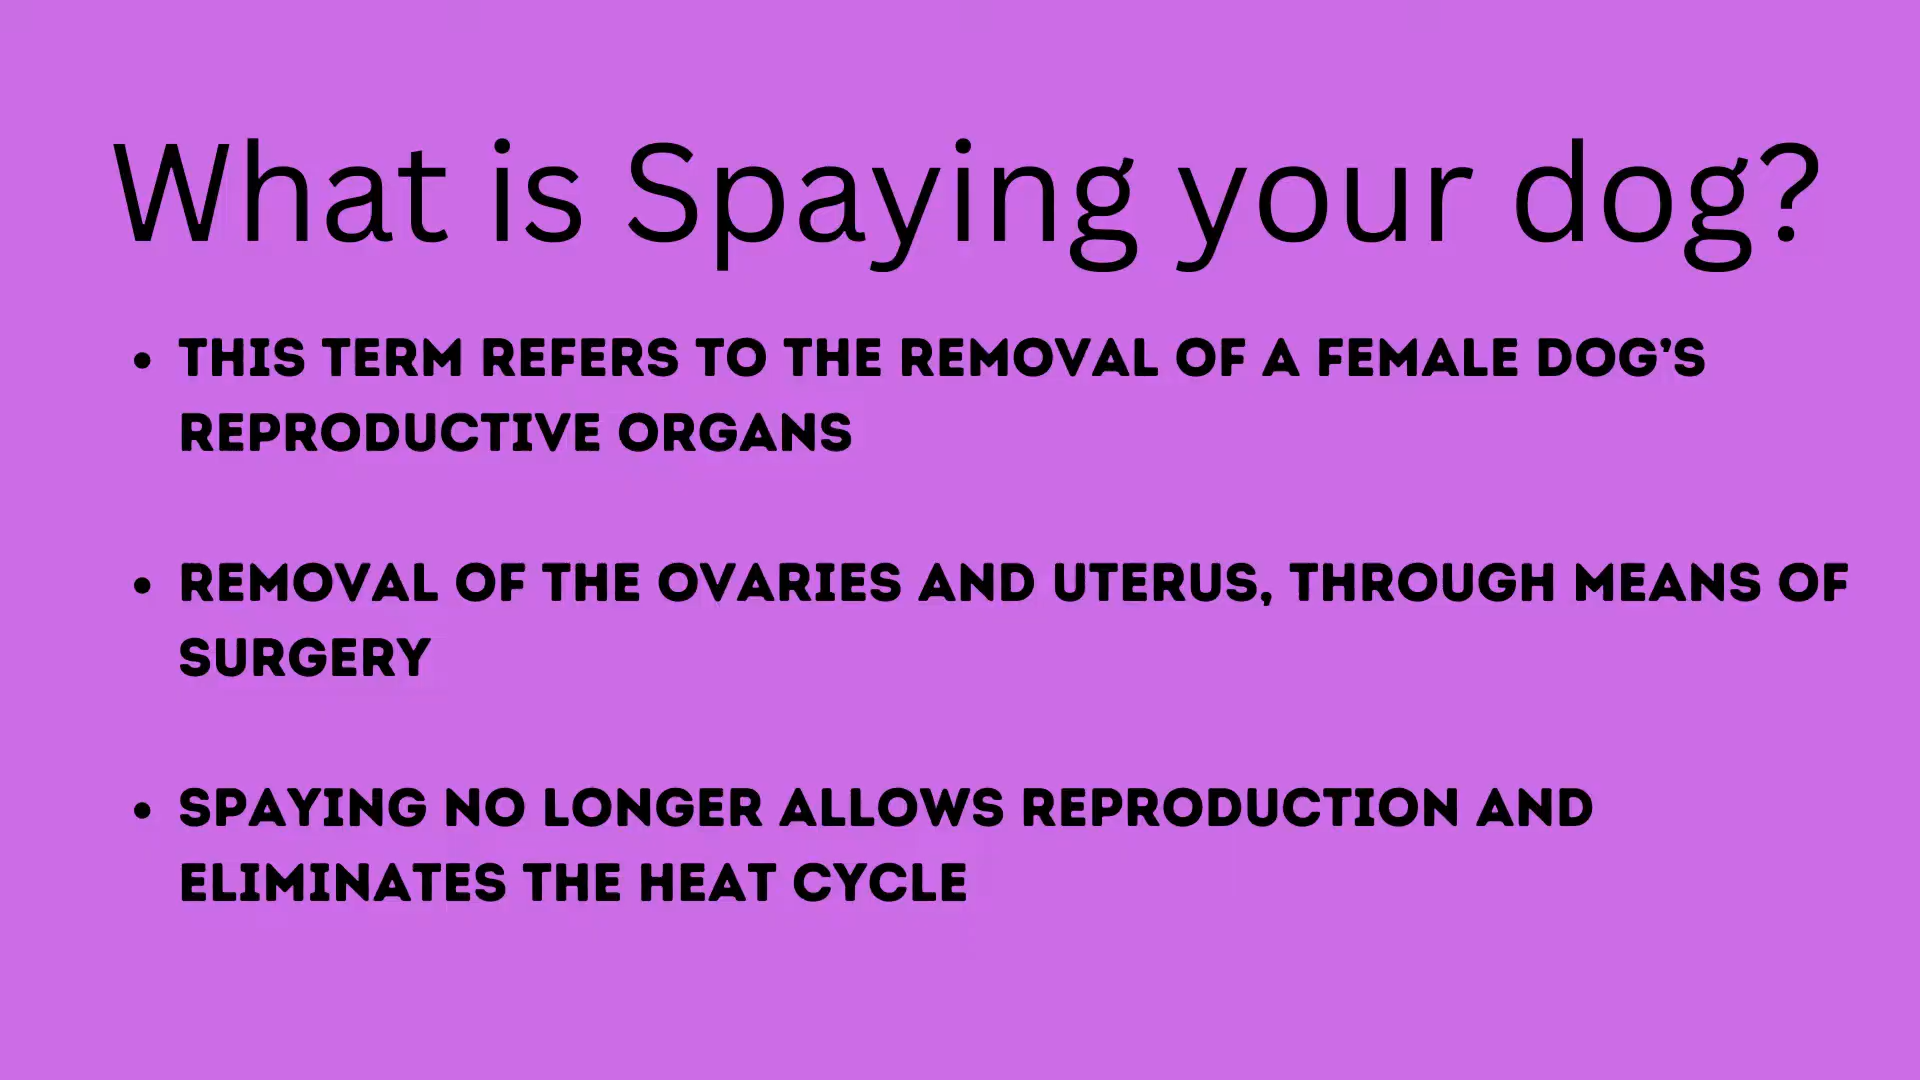 What is Spaying your dog?
• THIS TERM REFERS TO THE REMOVAL OF A FEMALE DOG'S
REPRODUCTIVE ORGANS
• REMOVAL OF THE OVARIES AND UTERUS, THROUGH MEANS OF
SURGERY
• SPAYING NO LONGER ALLOWS REPRODUCTION AND
ELIMINATES THE HEAT CYCLE